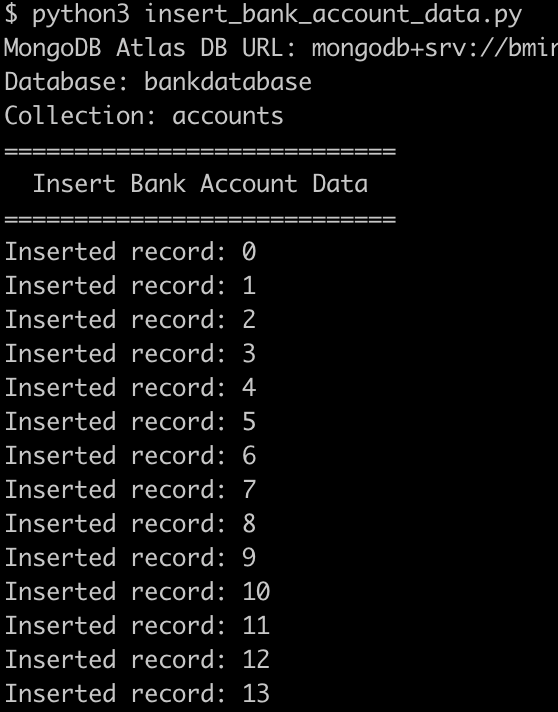 $ python3 insert_bank_account_data.py
MongoDB Atlas DB URL: mongodb+srv://bmi
Database: bankdatabase
Collection: accounts
============================
Insert Bank Account Data
============================
Inserted record: 0
Inserted record: 1
Inserted record: 2
Inserted record: 3
Inserted record: 4
Inserted record: 5
Inserted record: 6
Inserted record: 7
Inserted record: 8
Inserted record: 9
Inserted record: 10
Inserted record: 11
Inserted record: 12
Inserted record: 13